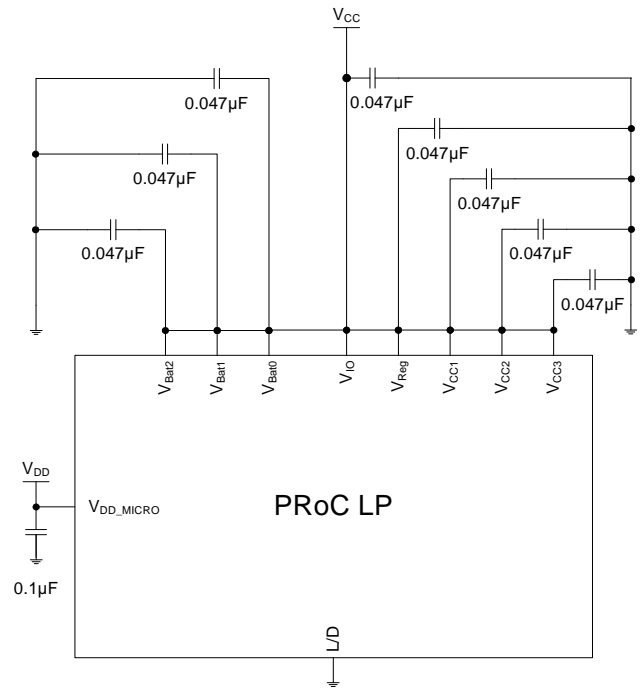 VCC
0.047µF
0.047µF
0.047µF
0.047µF
0.047µF
0.047µF
0.047µF
0.047µF
VBat2
VBat1
VBat0
VIO
VReg
VCC1
VCC2
VCC3
VDD
VDD_MICRO
PRoC LP
0.1µF
L/D